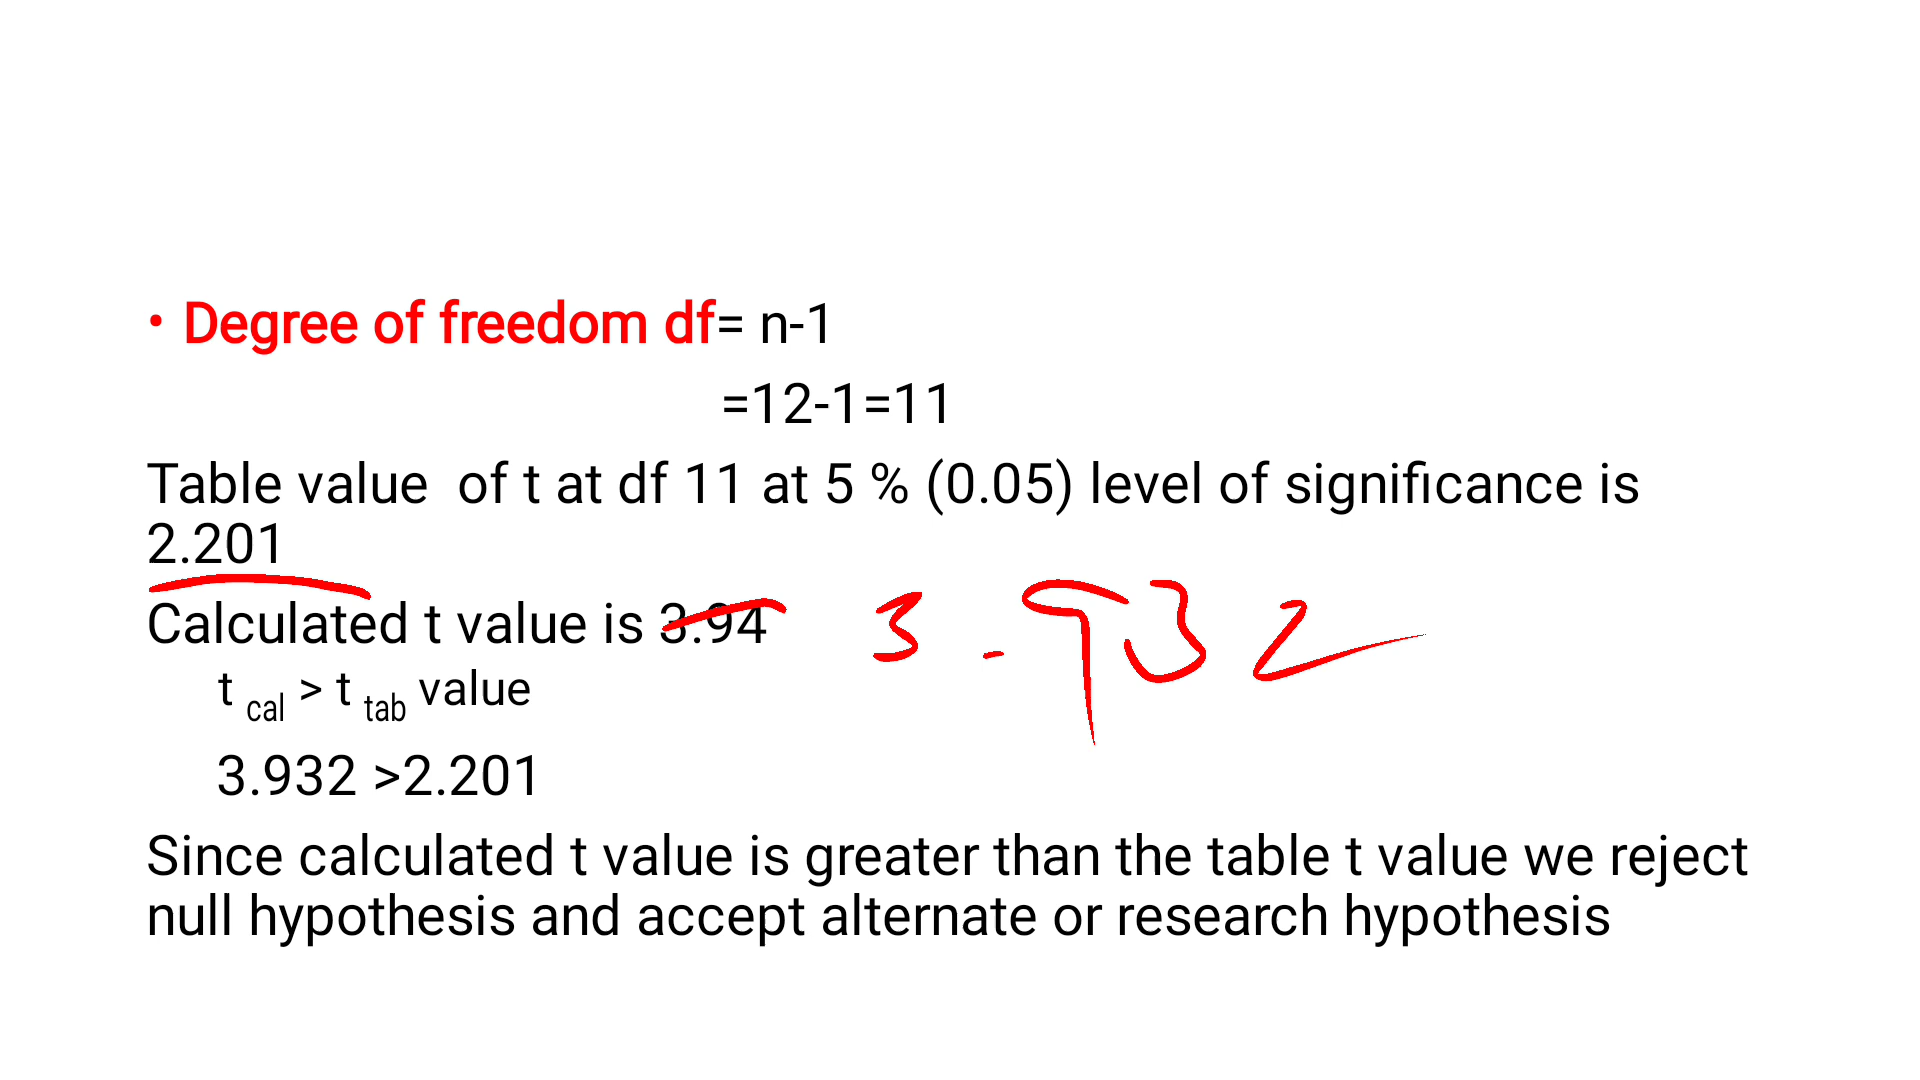 • Degree of freedom df= n-1
=12-1=11
Table value of t at df 11 at 5 % (0.05) level of significance is
2.201
Calculated t value is 3.94 3.932
t cal > t tab value
3.932 >2.201
Since calculated t value is greater than the table t value we reject
null hypothesis and accept alternate or research hypothesis